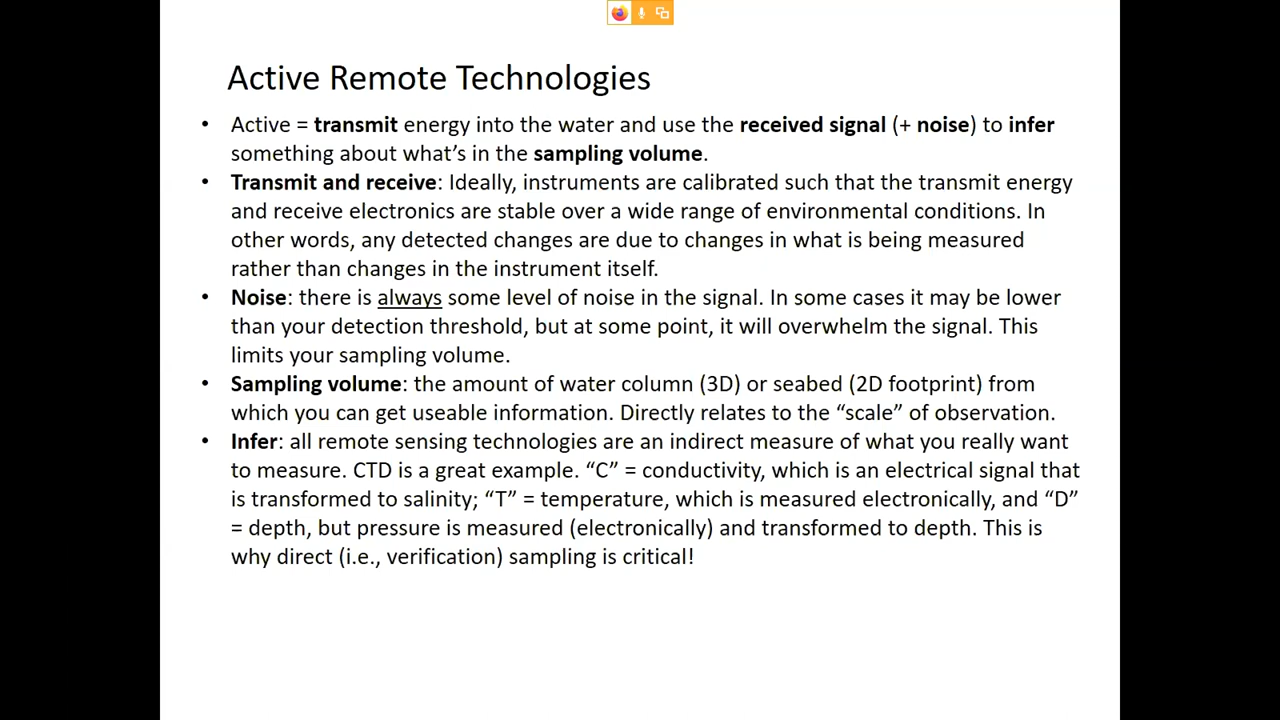 Active Remote Technologies
• Active = transmit energy into the water and use the received signal (+ noise) to infer
something about what’s in the sampling volume.
• Transmit and receive: Ideally, instruments are calibrated such that the transmit energy
and receive electronics are stable over a wide range of environmental conditions. In
other words, any detected changes are due to changes in what is being measured
rather than changes in the instrument itself.
• Noise: there is always some level of noise in the signal. In some cases it may be lower
than your detection threshold, but at some point, it will overwhelm the signal. This
limits your sampling volume.
• Sampling volume: the amount of water column (3D) or seabed (2D footprint) from
which you can get useable information. Directly relates to the “scale” of observation.
• Infer: all remote sensing technologies are an indirect measure of what you really want
to measure. CTD is a great example. “C” = conductivity, which is an electrical signal that
is transformed to salinity; “T” = temperature, which is measured electronically, and “D”
= depth, but pressure is measured (electronically) and transformed to depth. This is
why direct (i.e., verification) sampling is critical!